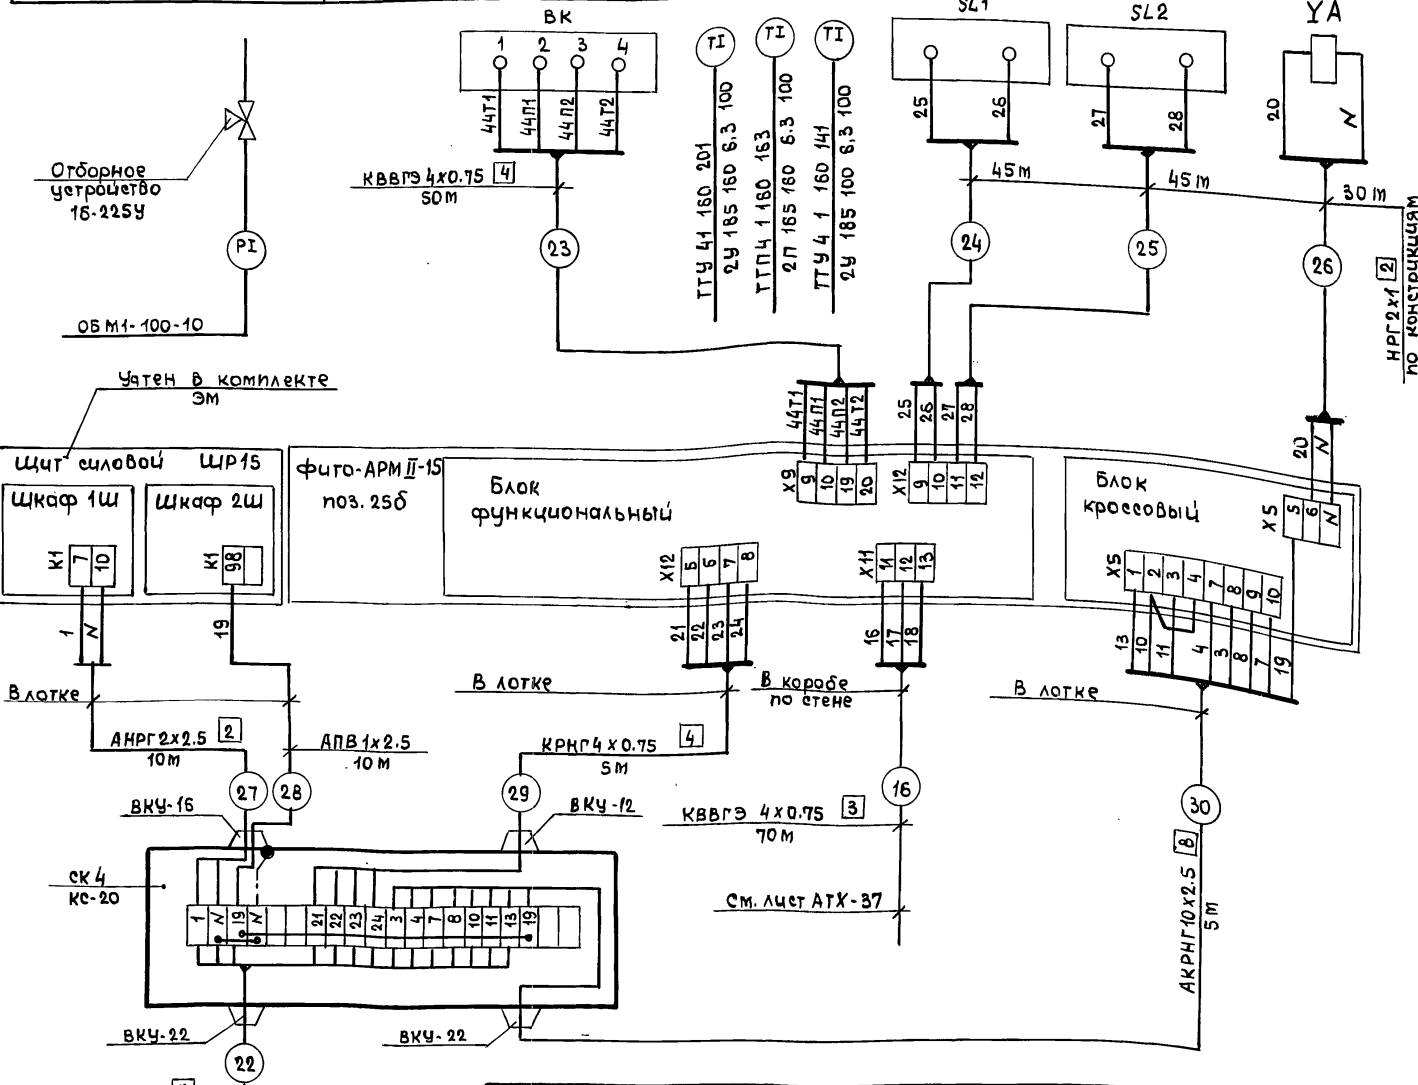 ВК
SL1
SL2
YA
1 2 3 4
44Т1 44П1 44П2 44Т2
TI
TI
TI
ТТУ 41 160 201
2У 185 160 6.3 100
ТТП4 1 160 163
2П 165 160 6.3 100
ТТУ 4 1 160 141
2У 185 100 6,3 100
25 26
27 28
20 N
Отборное
устройство
16-225У
PI
ОБМ1-100-10
КВВГЭ 4х0.75 4
50м
23
45м
45м
30м
24
25
26
НРГ2х1 2
по конструкциям
Учтен в комплекте
ЭМ
44Т1 44П1 44П2 44Т2
25 26 27 28
20 N
Щит силовой ЩР15
Шкаф 1Ш
Шкаф 2Ш
К1 7 10
К1 98
фито-АРМ II-15
поз. 25б
Блок
функциональный
Х9 9 10 19 20
Х12 9 10 11 12
Блок
кроссовый
Х5 5 6 N
Х12 5 6 7 8
Х11 11 12 13
Х5 1 2 3 4 7 8 9 10
1 N
19
21 22 23 24
16 17 18
13 10 11 4 3 8 7 19
В лотке
В лотке
В коробе
по стене
В лотке
АНРГ2х2.5 2
10м
АПВ1х2.5
10м
КРНГ4х0.75 4
5м
27
28
29
16
30
ВКУ-16
ВКУ-12
КВВГЭ 4х0.75 3
70м
АКРНГ10х2.5 8
5м
СК4
КС-20
См. лист АТХ-37
1 N 19 N 21 22 23 24 3 4 7 8 10 11 13 19
ВКУ-22
ВКУ-22
22